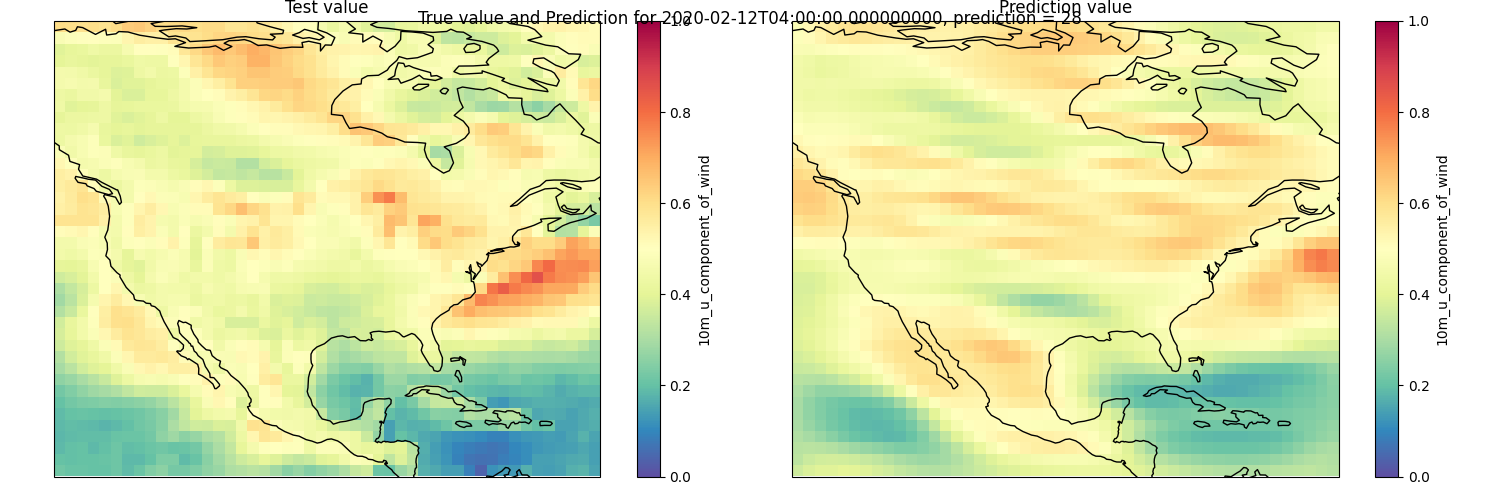 Test value
Prediction value
True value and Prediction for 2020-02-12T04:00:00.000000000, prediction = 28
1.0
0.8
0.6
0.4
0.2
0.0
10m_u_component_of_wind
1.0
0.8
0.6
0.4
0.2
0.0
10m_u_component_of_wind